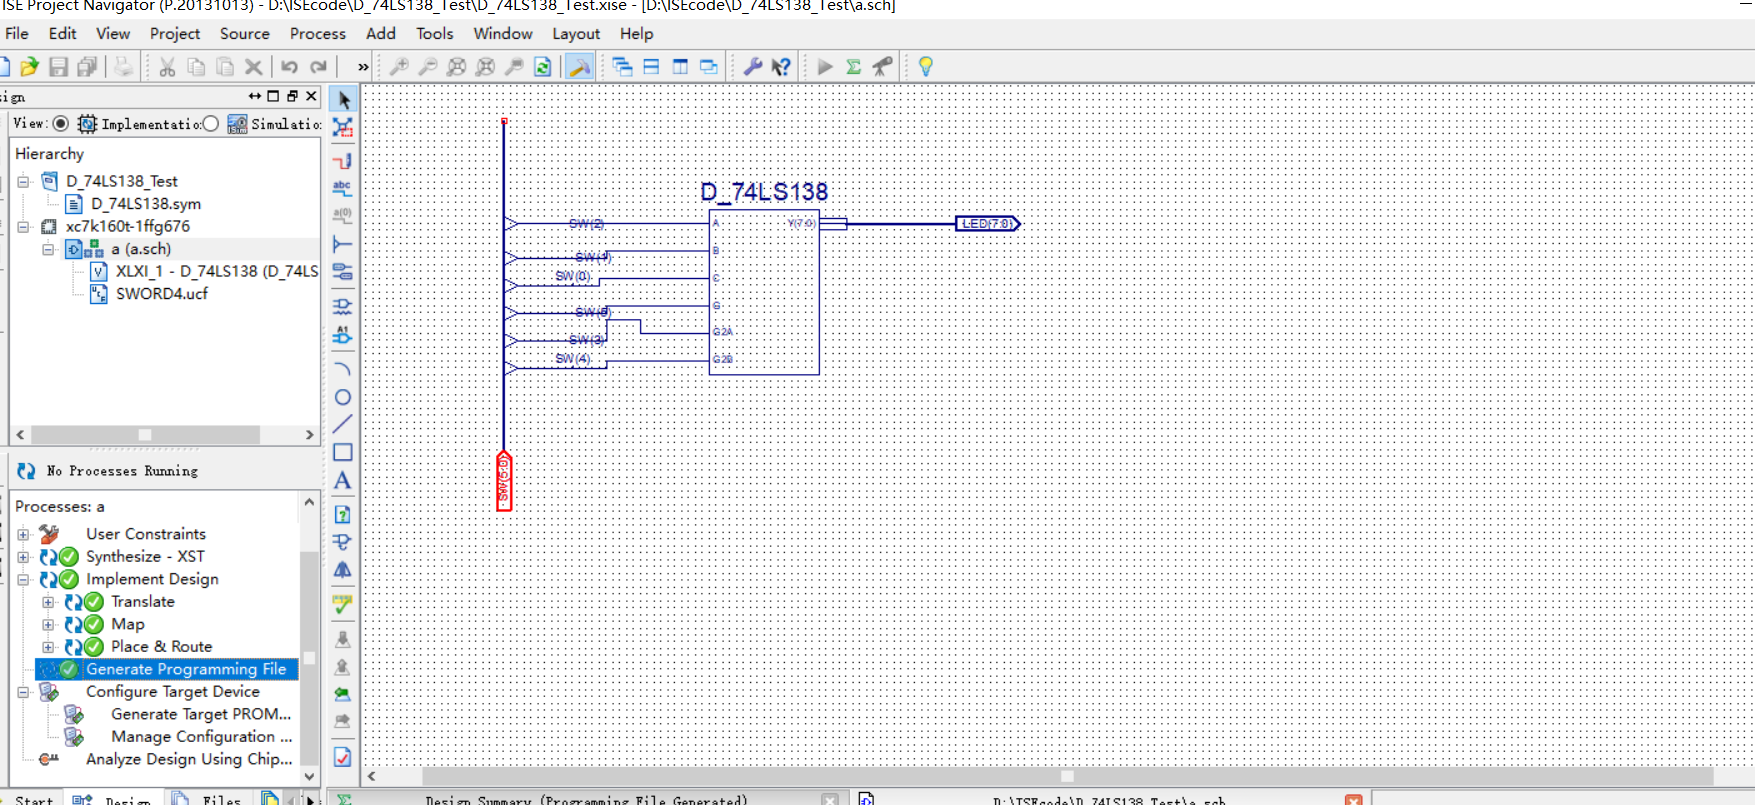 ISE Project Navigator (P.20131013) - D:\ISEcode\D_74LS138_Test\D_74LS138_Test.xise - [D:\ISEcode\D_74LS138_Test\a.sch]
File Edit View Project Source Process Add Tools Window Layout Help
View: Implementation Simulation
Hierarchy
D_74LS138_Test
D_74LS138.sym
xc7k160t-1ffg676
a (a.sch)
XLXI_1 - D_74LS138 (D_74LS
SWORD4.ucf
No Processes Running
Processes: a
User Constraints
Synthesize - XST
Implement Design
Translate
Map
Place & Route
Generate Programming File
Configure Target Device
Generate Target PROM...
Manage Configuration ...
Analyze Design Using Chip...
Start Design Files
abc
a(0)
A1
A
D_74LS138
SW(2) A Y(7:0) LED(7:0)
SW(1) B
SW(0) C
SW(5) G
SW(3) G2A
SW(4) G2B
SW(5:0)
Design Summary (Programming File Generated)
D:\ISEcode\D_74LS138_Test\a.sch